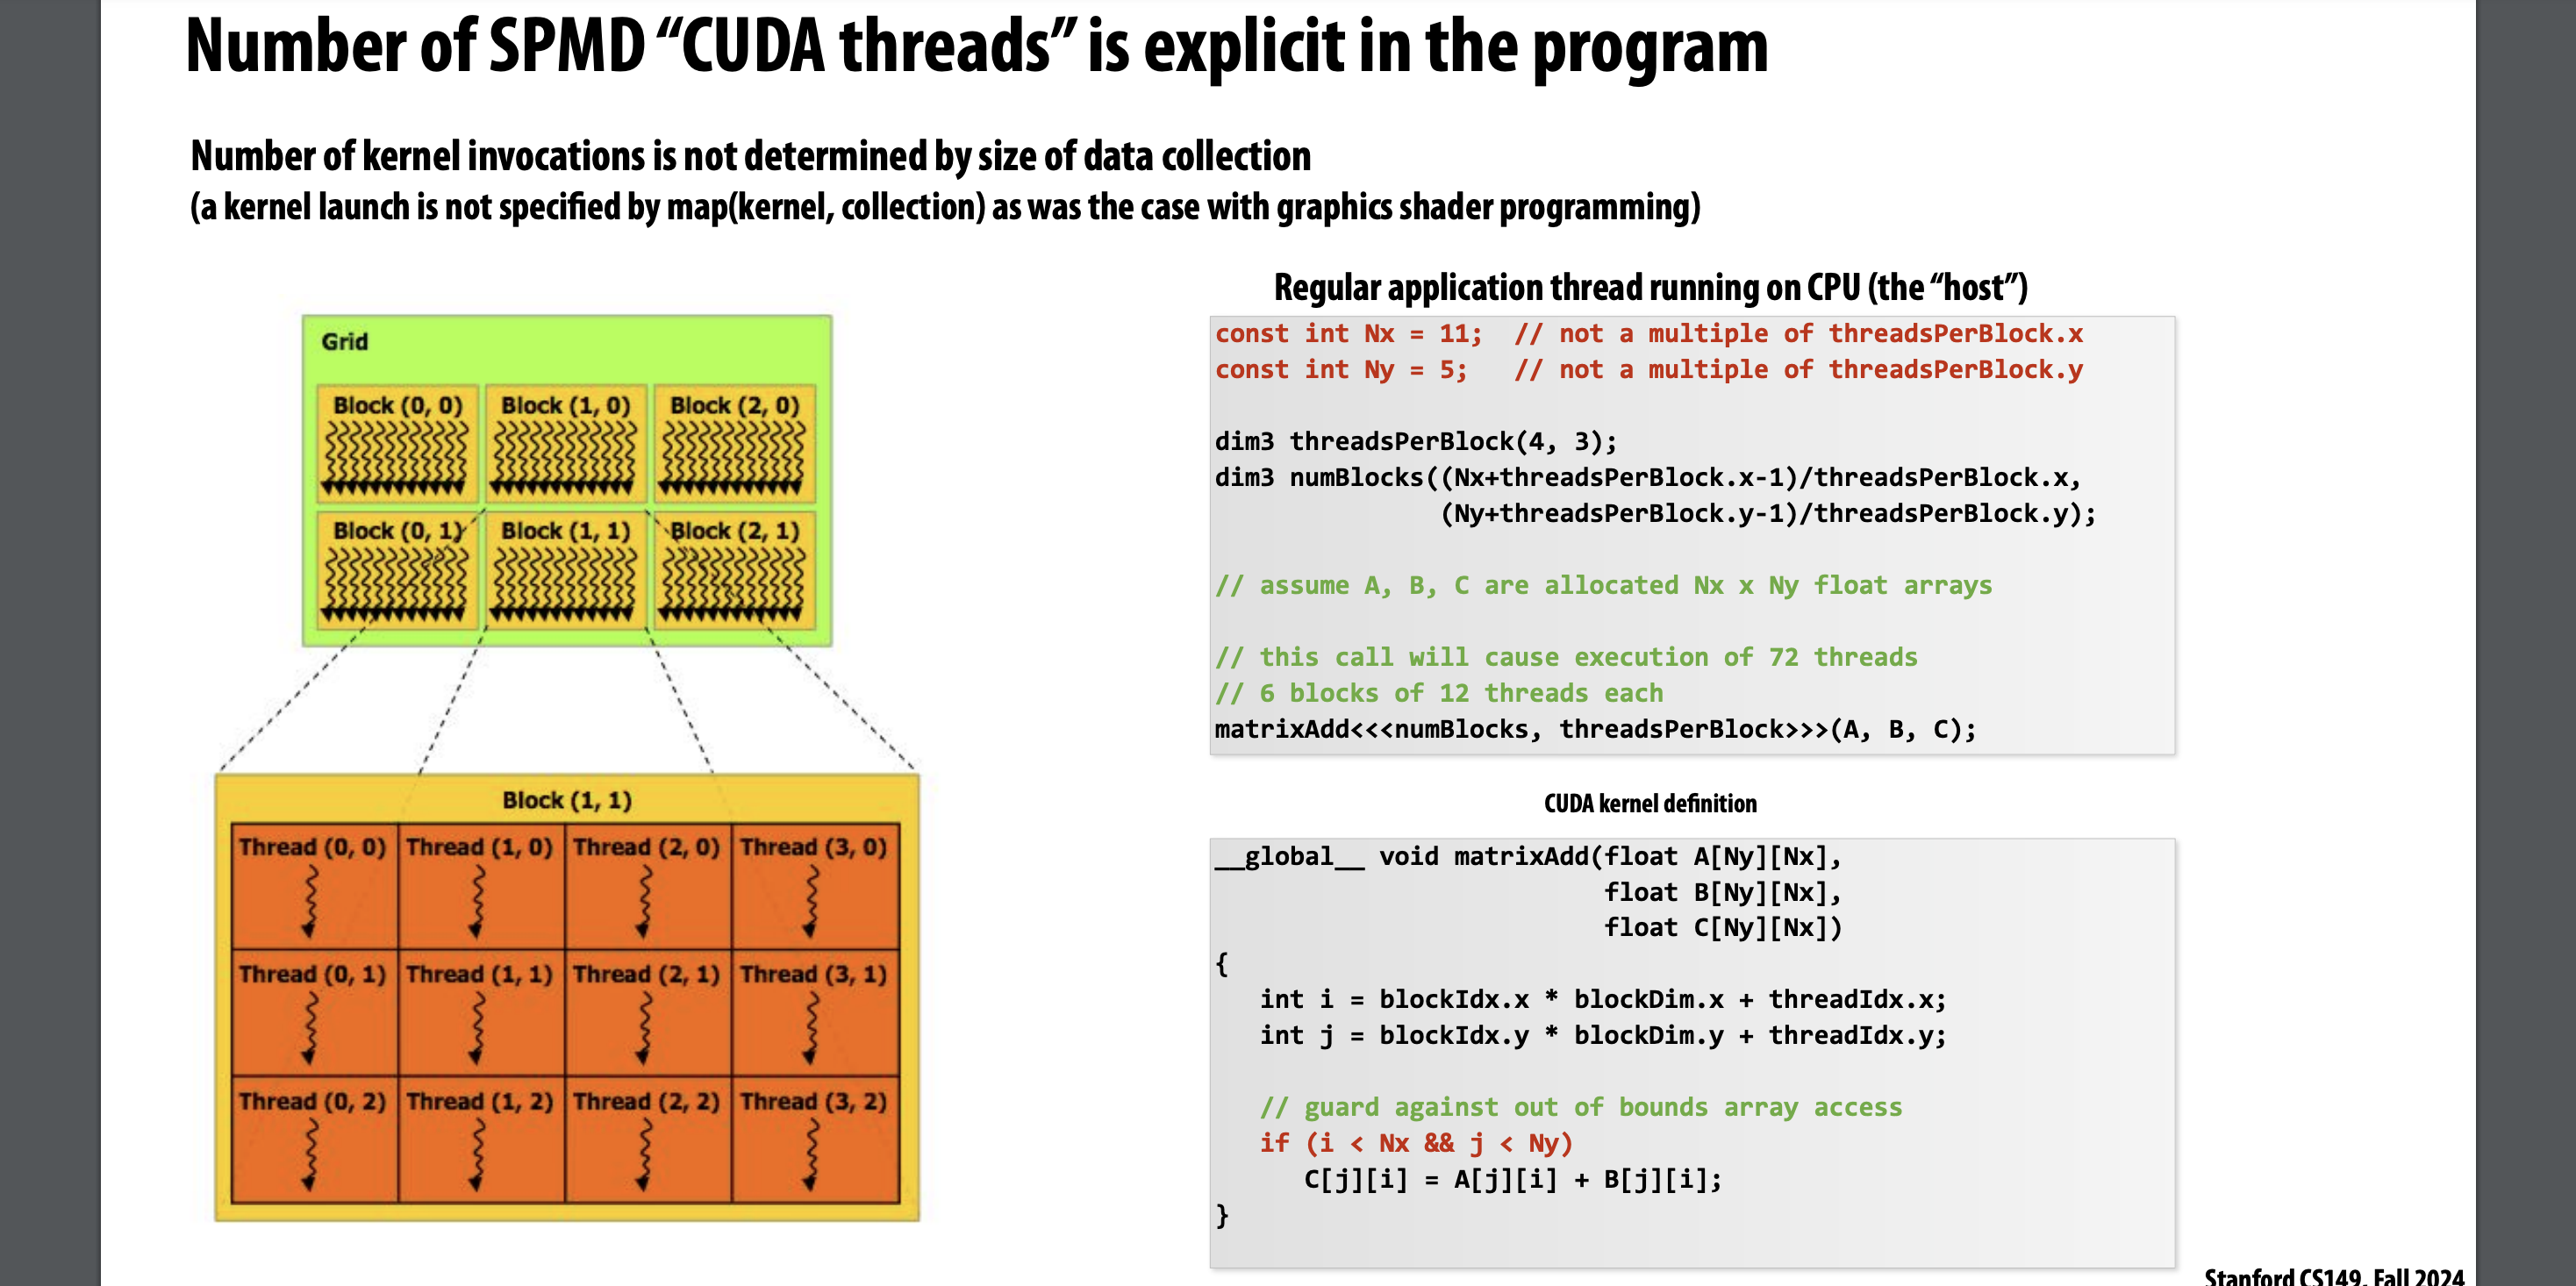 Number of SPMD “CUDA threads” is explicit in the program
Number of kernel invocations is not determined by size of data collection
(a kernel launch is not specified by map(kernel, collection) as was the case with graphics shader programming)
Grid
Block (0, 0) Block (1, 0) Block (2, 0)
Block (0, 1) Block (1, 1) Block (2, 1)
Block (1, 1)
Thread (0, 0) Thread (1, 0) Thread (2, 0) Thread (3, 0)
Thread (0, 1) Thread (1, 1) Thread (2, 1) Thread (3, 1)
Thread (0, 2) Thread (1, 2) Thread (2, 2) Thread (3, 2)
Regular application thread running on CPU (the “host”)
const int Nx = 11;  // not a multiple of threadsPerBlock.x
const int Ny = 5;   // not a multiple of threadsPerBlock.y
dim3 threadsPerBlock(4, 3);
dim3 numBlocks((Nx+threadsPerBlock.x-1)/threadsPerBlock.x,
(Ny+threadsPerBlock.y-1)/threadsPerBlock.y);
// assume A, B, C are allocated Nx x Ny float arrays
// this call will cause execution of 72 threads
// 6 blocks of 12 threads each
matrixAdd<<<numBlocks, threadsPerBlock>>>(A, B, C);
CUDA kernel definition
__global__ void matrixAdd(float A[Ny][Nx],
float B[Ny][Nx],
float C[Ny][Nx])
{
int i = blockIdx.x * blockDim.x + threadIdx.x;
int j = blockIdx.y * blockDim.y + threadIdx.y;
// guard against out of bounds array access
if (i < Nx && j < Ny)
C[j][i] = A[j][i] + B[j][i];
}
Stanford CS149, Fall 2024